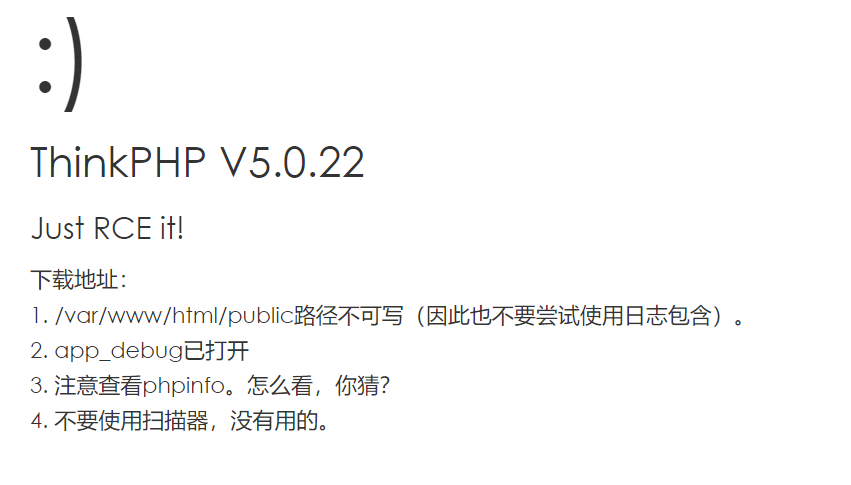 :)
ThinkPHP V5.0.22
Just RCE it!
下载地址：
1. /var/www/html/public路径不可写（因此也不要尝试使用日志包含）。
2. app_debug已打开
3. 注意查看phpinfo。怎么看，你猜？
4. 不要使用扫描器，没有用的。